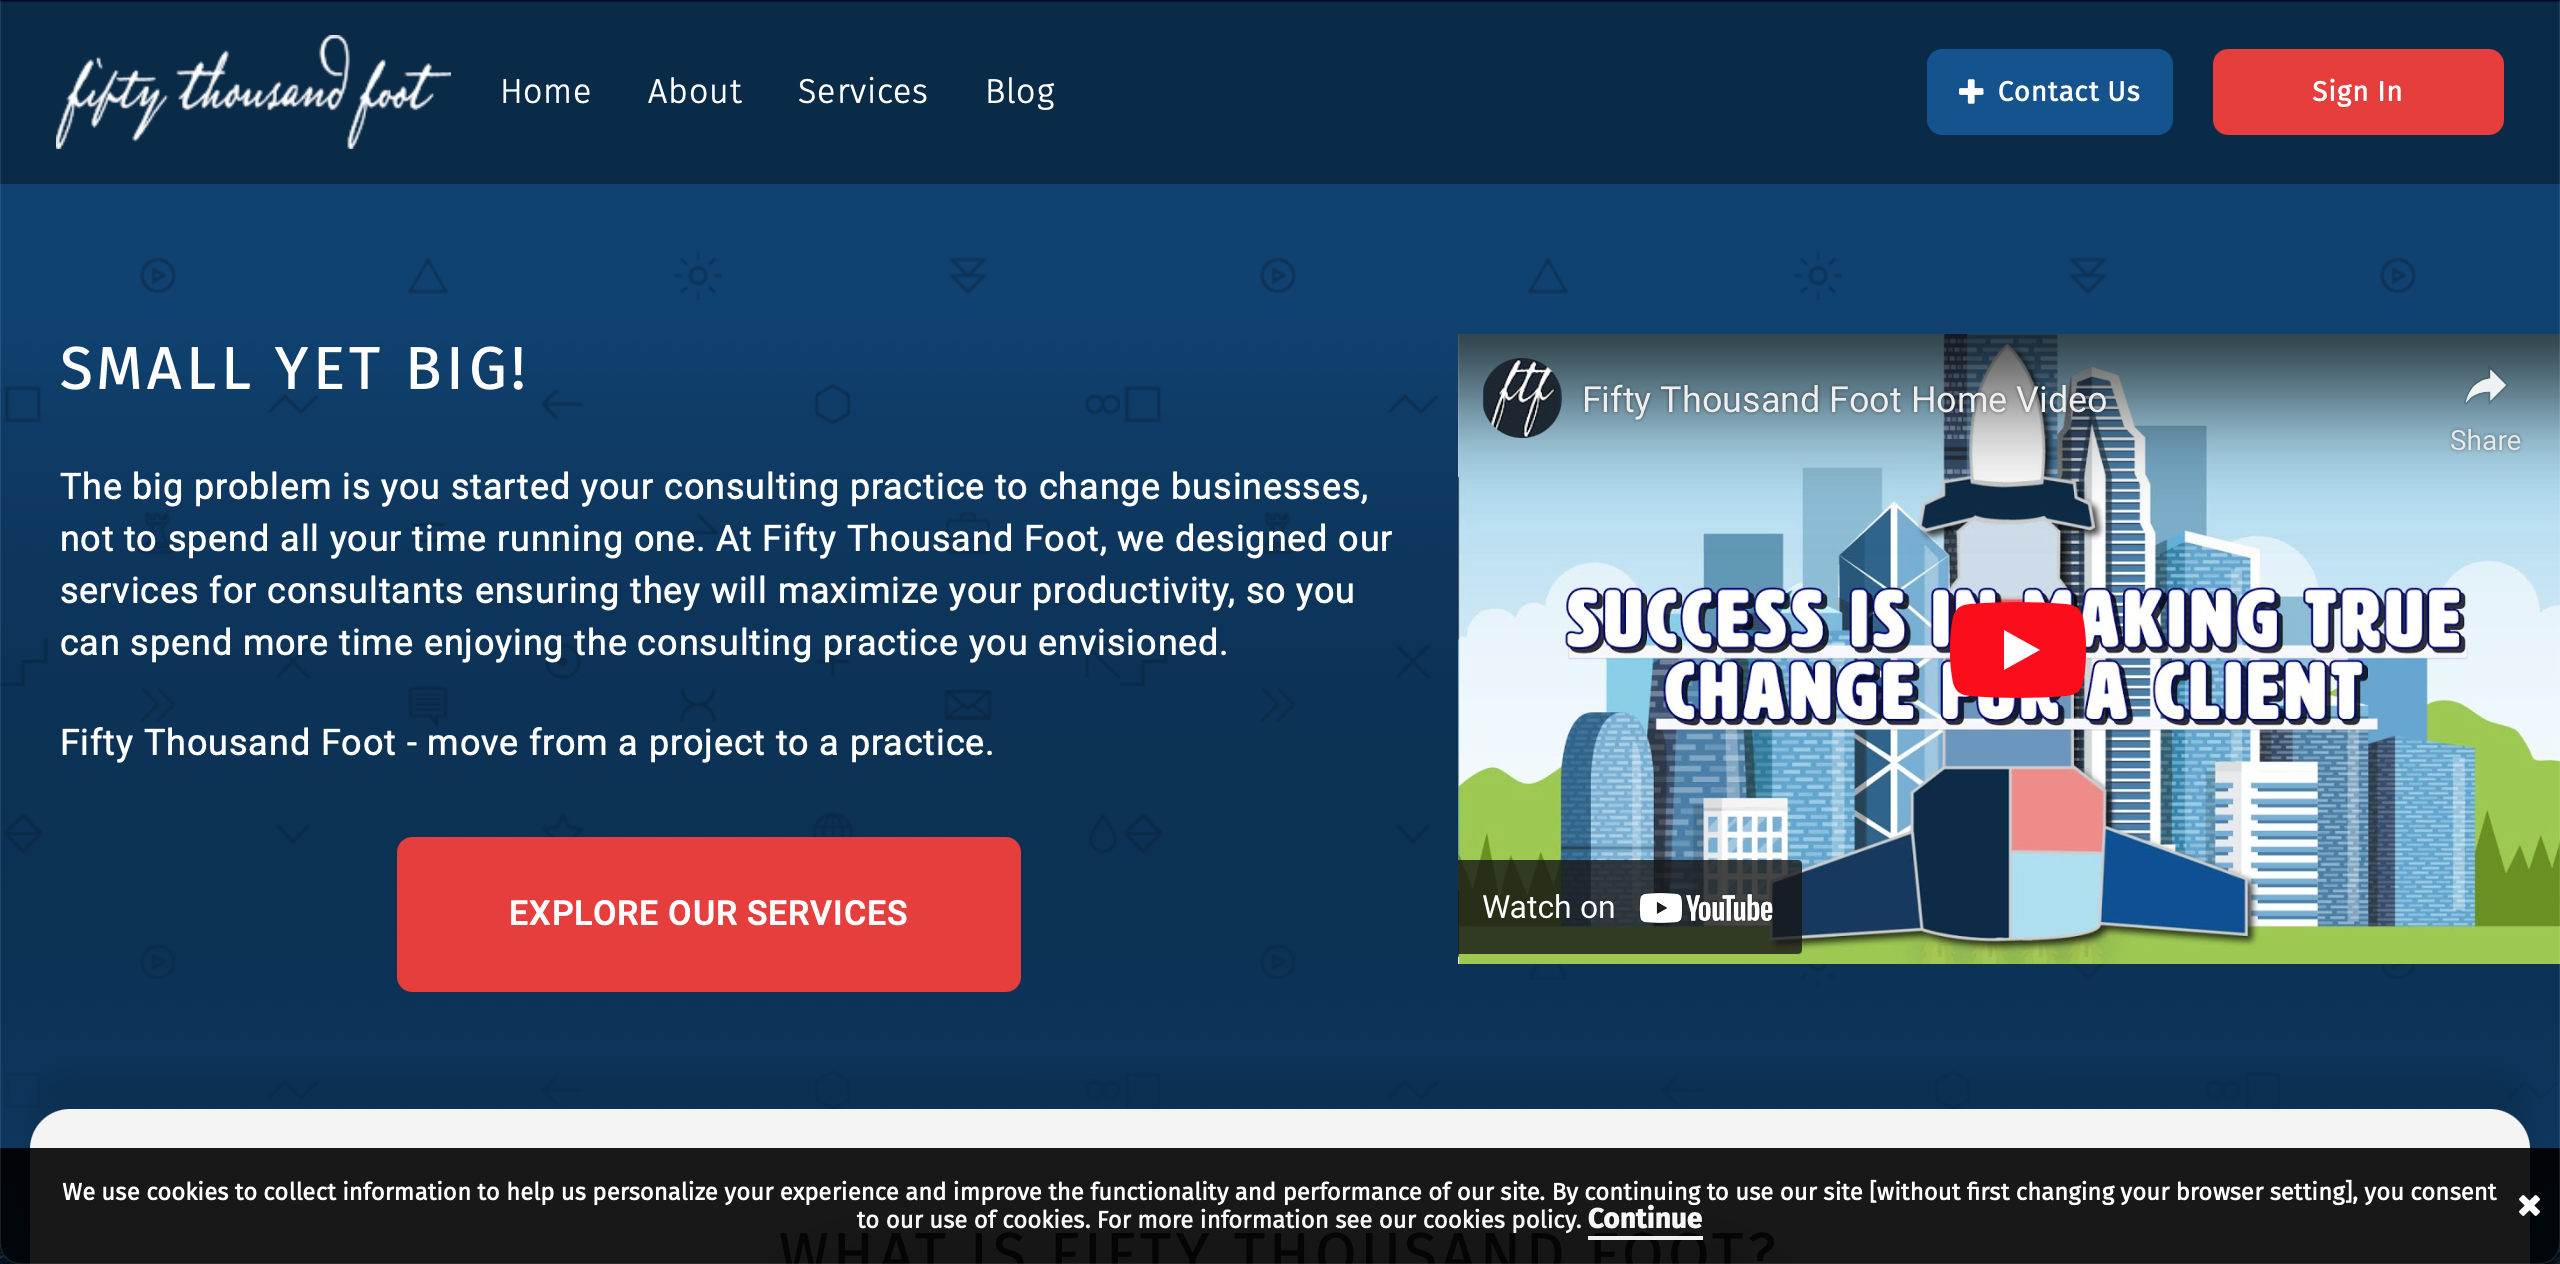 fifty thousand foot
Home
About
Services
Blog
Contact Us
Sign In
SMALL YET BIG!
The big problem is you started your consulting practice to change businesses,
not to spend all your time running one. At Fifty Thousand Foot, we designed our
services for consultants ensuring they will maximize your productivity, so you
can spend more time enjoying the consulting practice you envisioned.
Fifty Thousand Foot - move from a project to a practice.
EXPLORE OUR SERVICES
ftf
Fifty Thousand Foot Home Video
Share
SUCCESS IS IN MAKING TRUE
CHANGE FOR A CLIENT
Watch on YouTube
We use cookies to collect information to help us personalize your experience and improve the functionality and performance of our site. By continuing to use our site [without first changing your browser setting], you consent
to our use of cookies. For more information see our cookies policy. Continue
WHAT IS FIFTY THOUSAND FOOT?